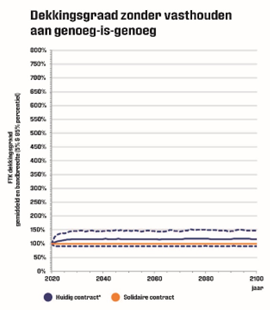 Dekkingsgraad zonder vasthouden
aan genoeg-is-genoeg
FTK dekkingsgraad
gemiddeld en bandbreedte (5% & 95% percentiel)
800%
750%
700%
650%
600%
550%
500%
450%
400%
350%
300%
250%
200%
150%
100%
50%
0%
2020 2040 2060 2080 2100
jaar
Huidig contract* Solidaire contract